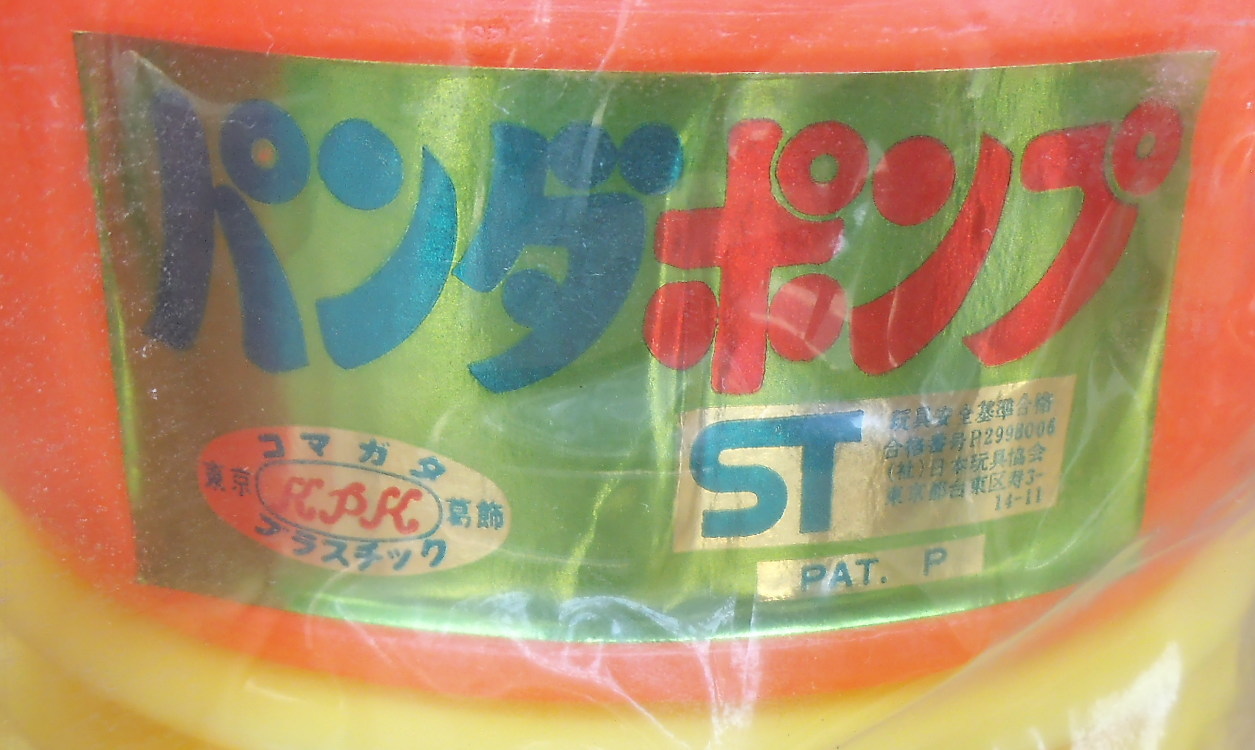 パンダポンプ
コマガタ
東京 KPK 葛飾
プラスチック
ST
玩具安全基準合格
合格番号P2998006
(社)日本玩具協会
東京都台東区寿3-
14-11
PAT. P